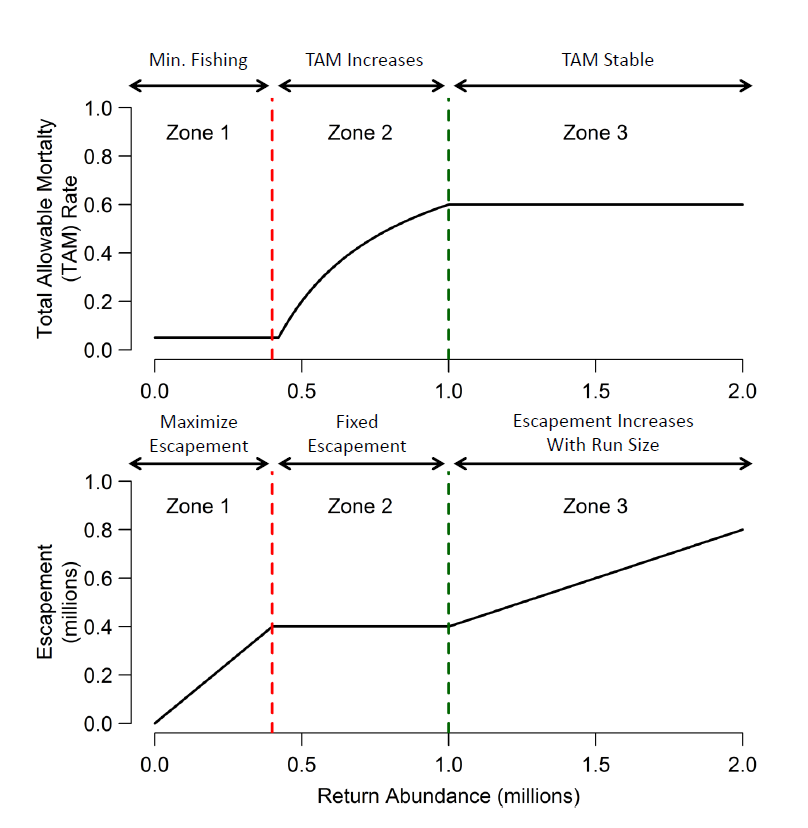 Min. Fishing
TAM Increases
TAM Stable
Zone 1
Zone 2
Zone 3
Total Allowable Mortalty
(TAM) Rate
1.0
0.8
0.6
0.4
0.2
0.0
0.0
0.5
1.0
1.5
2.0
Maximize
Escapement
Fixed
Escapement
Escapement Increases
With Run Size
Zone 1
Zone 2
Zone 3
Escapement
(millions)
1.0
0.8
0.6
0.4
0.2
0.0
0.0
0.5
1.0
1.5
2.0
Return Abundance (millions)